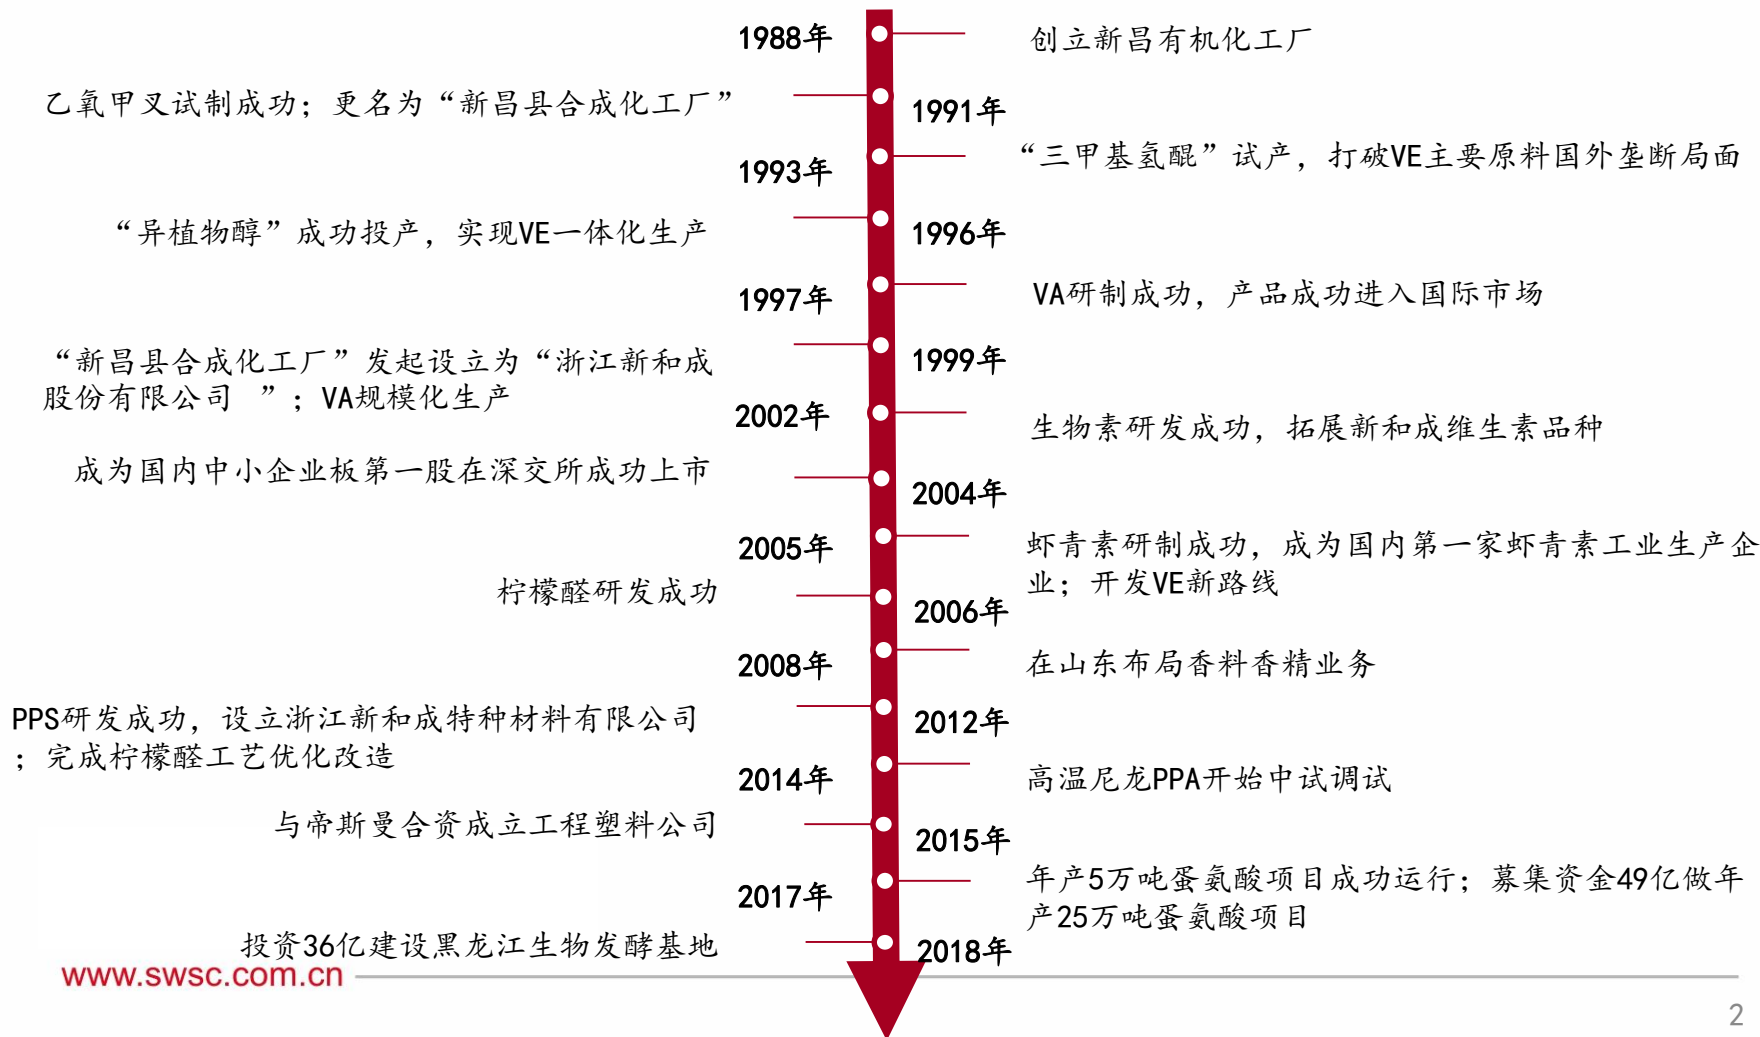 1988年
创立新昌有机化工厂
乙氧甲叉试制成功；更名为“新昌县合成化工厂”
1991年
1993年
“三甲基氢醌”试产，打破VE主要原料国外垄断局面
“异植物醇”成功投产，实现VE一体化生产
1996年
1997年
VA研制成功，产品成功进入国际市场
1999年
“新昌县合成化工厂”发起设立为“浙江新和成
股份有限公司 ”；VA规模化生产
2002年
生物素研发成功，拓展新和成维生素品种
成为国内中小企业板第一股在深交所成功上市
2004年
2005年
虾青素研制成功，成为国内第一家虾青素工业生产企
业；开发VE新路线
柠檬醛研发成功
2006年
2008年
在山东布局香料香精业务
PPS研发成功，设立浙江新和成特种材料有限公司
；完成柠檬醛工艺优化改造
2012年
2014年
高温尼龙PPA开始中试调试
与帝斯曼合资成立工程塑料公司
2015年
2017年
年产5万吨蛋氨酸项目成功运行；募集资金49亿做年
产25万吨蛋氨酸项目
投资36亿建设黑龙江生物发酵基地
2018年
www.swsc.com.cn
2